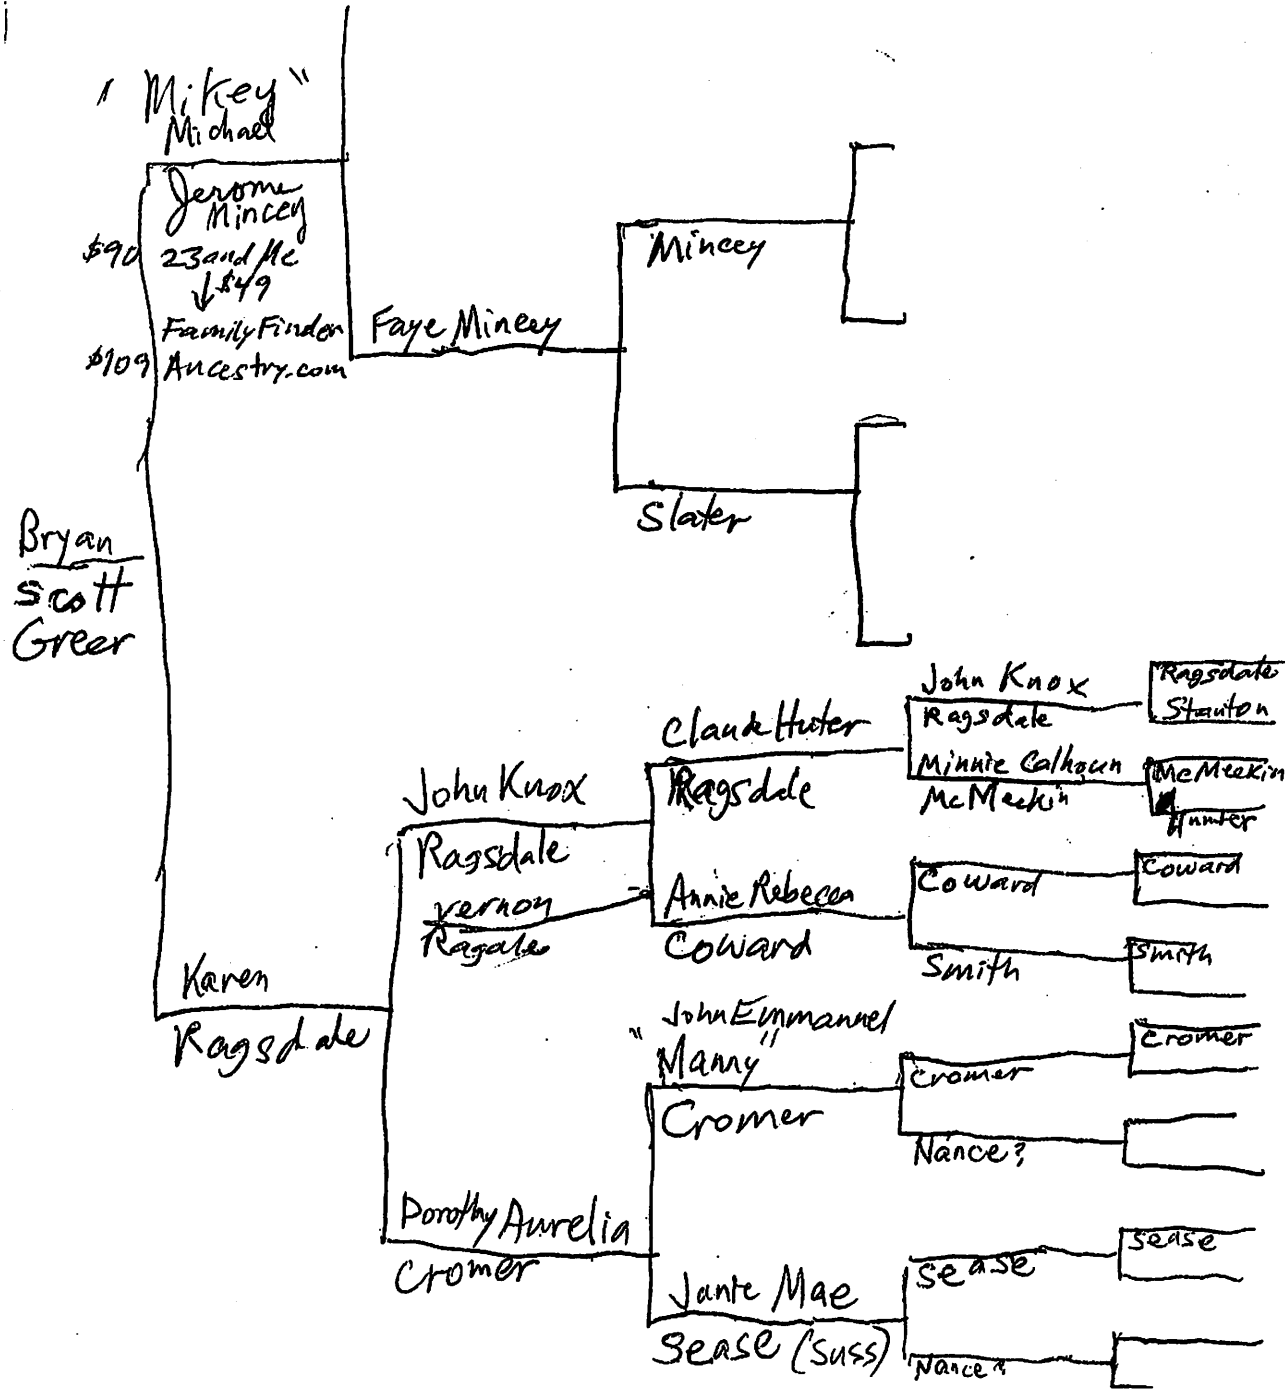 "Mikey"
Michael
Jerome
Mincey
$90 23andMe
↓$49
FamilyFinder
$109 Ancestry.com
Faye Mincey
Mincey
Slater
Bryan
Scott
Greer
Karen
Ragsdale
John Knox
Ragsdale
vernon
Ragale
Dorothy Aurelia
Cromer
Claude Huter
Ragsdale
Annie Rebecca
Coward
John Emmanuel
"Manny"
Cromer
Janie Mae
Sease (Suss)
John Knox
Ragsdale
Minnie Calhoun
McMeekin
Coward
Smith
Cromer
Nance?
Sease
Nance?
Ragsdale
Stanton
McMeekin
Hunter
Coward
Smith
Cromer
Sease